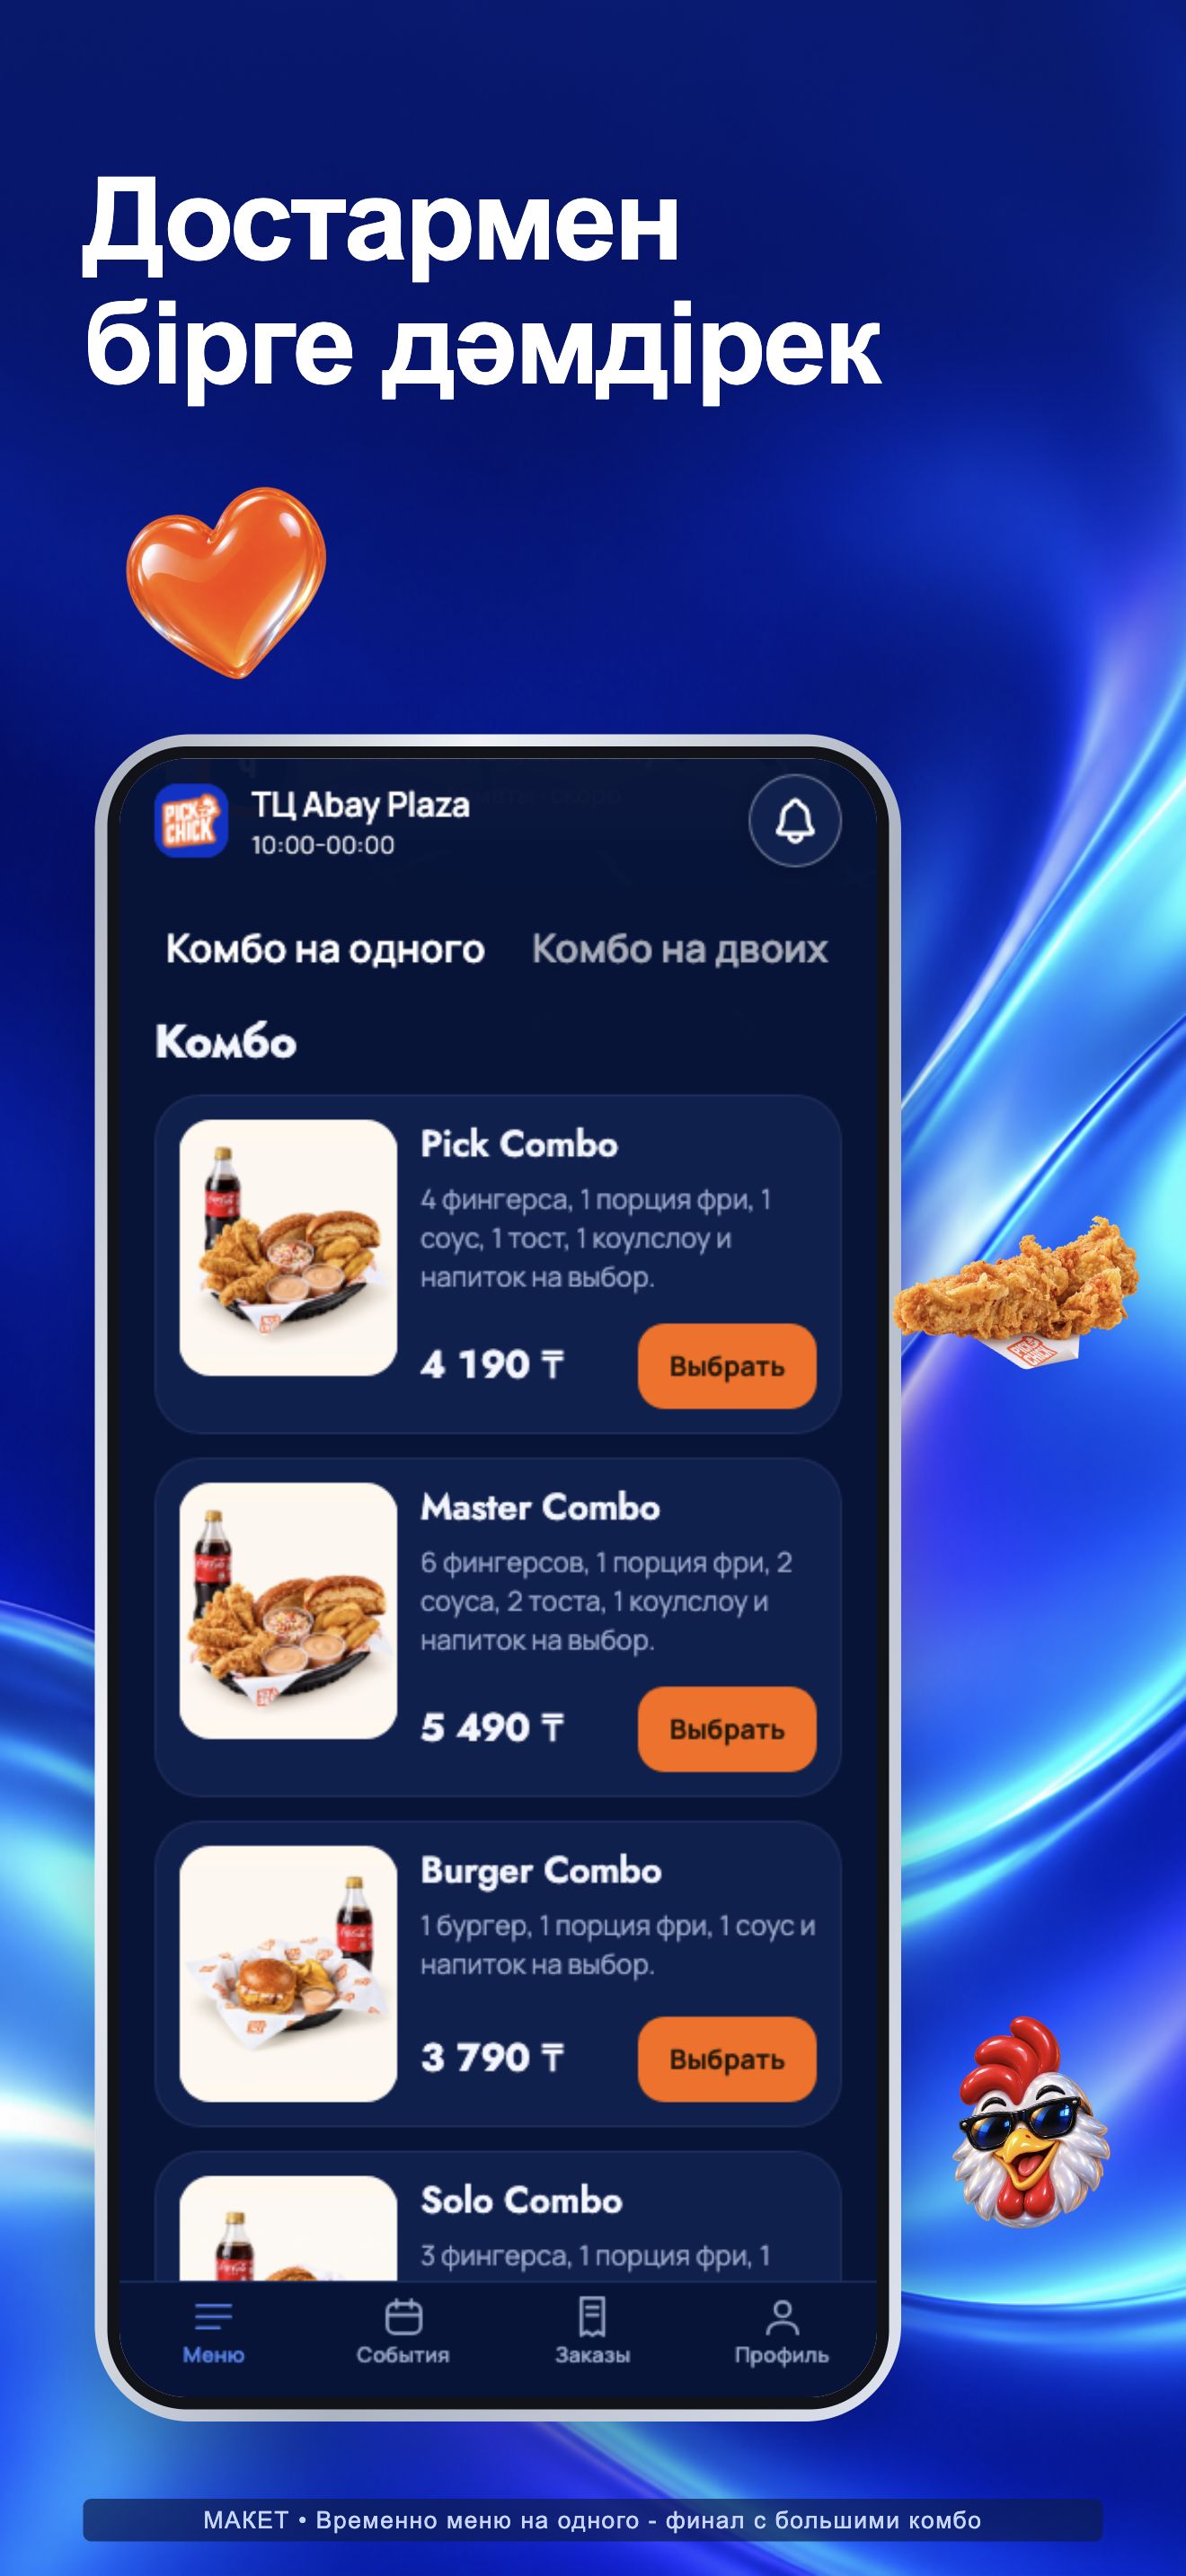 Достармен
бірге дәмдірек
PICK
CHICK
ТЦ Abay Plaza
10:00-00:00
Комбо на одного
Комбо на двоих
Комбо
Pick Combo
4 фингерса, 1 порция фри, 1
соус, 1 тост, 1 коулслоу и
напиток на выбор.
4 190 ₸
Выбрать
Master Combo
6 фингерсов, 1 порция фри, 2
соуса, 2 тоста, 1 коулслоу и
напиток на выбор.
5 490 ₸
Выбрать
Burger Combo
1 бургер, 1 порция фри, 1 соус и
напиток на выбор.
3 790 ₸
Выбрать
Solo Combo
3 фингерса, 1 порция фри, 1
Меню
События
Заказы
Профиль
МАКЕТ • Временно меню на одного - финал с большими комбо